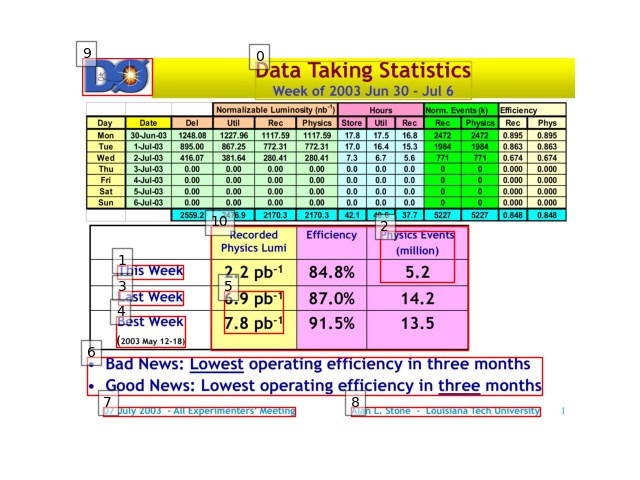 Data Taking Statistics
Week of 2003 Jun 30 - Jul 6
Normalizable Luminosity (nb-1) Hours Norm. Events (k) Efficiency
Day Date Del Util Rec Physics Store Util Rec Rec Physics Rec Phys
Mon 30-Jun-03 1248.08 1227.96 1117.59 1117.59 17.8 17.5 16.8 2472 2472 0.895 0.895
Tue 1-Jul-03 895.00 867.25 772.31 772.31 17.0 16.4 15.3 1984 1984 0.863 0.863
Wed 2-Jul-03 416.07 381.64 280.41 280.41 7.3 6.7 5.6 771 771 0.674 0.674
Thu 3-Jul-03 0.00 0.00 0.00 0.00 0.0 0.0 0.0 0 0 0.000 0.000
Fri 4-Jul-03 0.00 0.00 0.00 0.00 0.0 0.0 0.0 0 0 0.000 0.000
Sat 5-Jul-03 0.00 0.00 0.00 0.00 0.0 0.0 0.0 0 0 0.000 0.000
Sun 6-Jul-03 0.00 0.00 0.00 0.00 0.0 0.0 0.0 0 0 0.000 0.000
2559.2 2170.3 2170.3 42.1 37.7 5227 5227 0.848 0.848
Recorded Efficiency Physics Events
Physics Lumi (million)
This Week 2.2 pb-1 84.8% 5.2
Last Week 6.9 pb-1 87.0% 14.2
Best Week 7.8 pb-1 91.5% 13.5
(2003 May 12-18)
• Bad News: Lowest operating efficiency in three months
• Good News: Lowest operating efficiency in three months
07 July 2003 - All Experimenters' Meeting Alan L. Stone - Louisiana Tech University 1
9
0
10
2
1
3
5
4
6
7
8